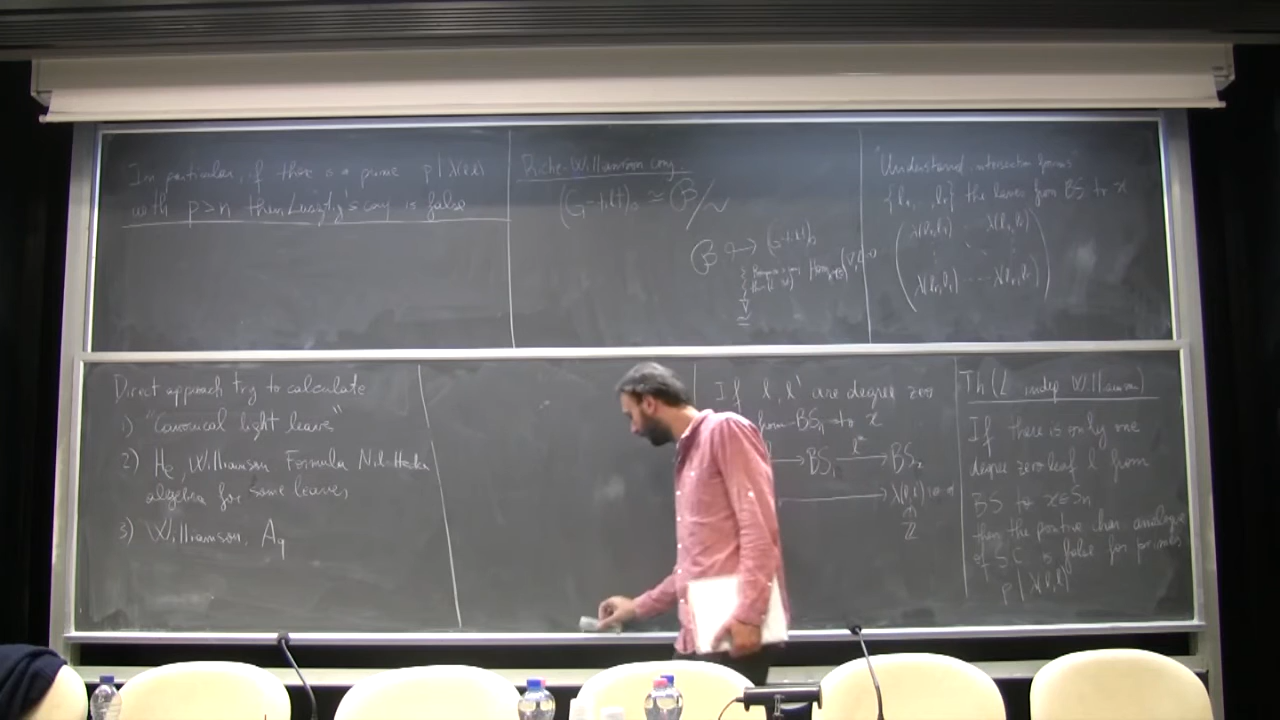 In particular, if there is a prime p | λ(l,l)
with p > n then Lusztig's conj is false
Riche-Williamson conj.
(G-tilt)₀ ≅ B/~
B ↪ (G-tilt)₀
≅
"Understand intersection forms"
{l₁, .., lᵣ} the leaves from BS to x
λ(l₁,l₁) λ(l₁,lᵣ)
λ(lᵣ,l₁) ... λ(lᵣ,lᵣ)
Direct approach try to calculate
1) "Canonical light leaves"
2) He, Williamson Formula Nil-Hecke
algebra for some leaves,
3) Williamson, Aq
If l, l' are degree zero
from BS to x
→ BS → BSₓ
→ λ(l,l')
Z
Th (L indep Williamson)
If there is only one
degree zero leaf l from
BS to x∈Sn
then the positive char analogue
of SC is false for primes
p | λ(l,l)